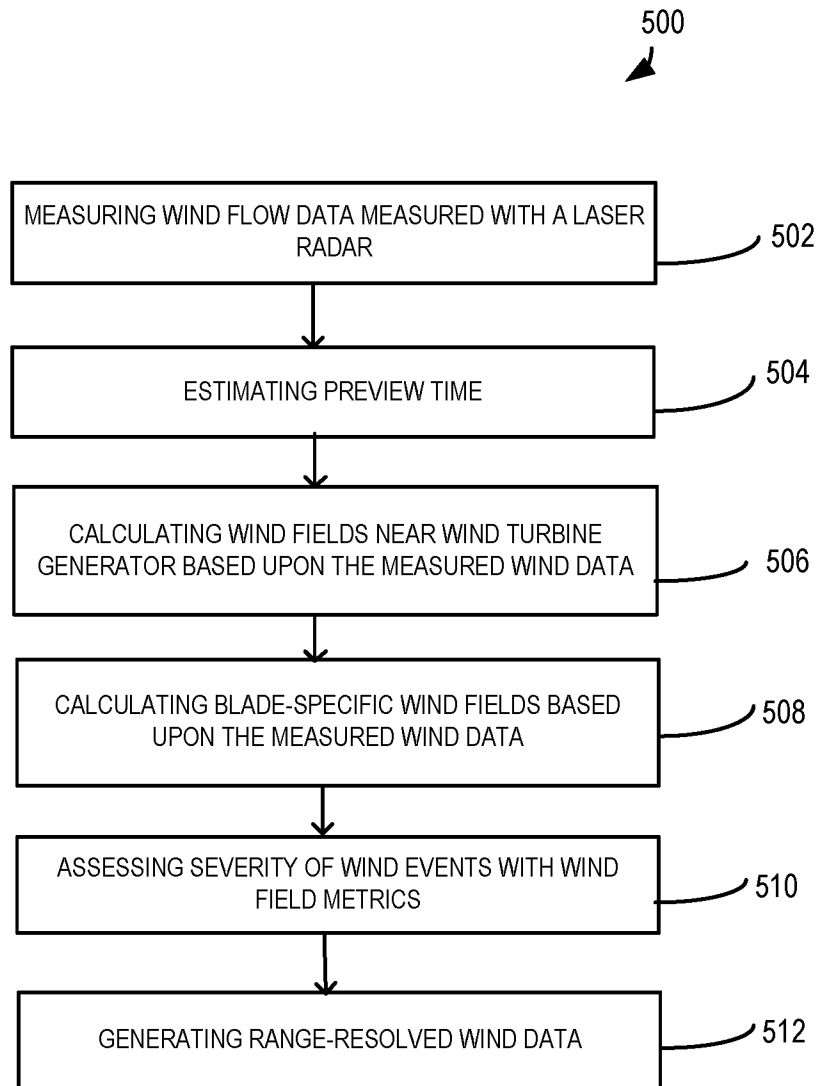 500
MEASURING WIND FLOW DATA MEASURED WITH A LASER
RADAR
502
ESTIMATING PREVIEW TIME
504
CALCULATING WIND FIELDS NEAR WIND TURBINE
GENERATOR BASED UPON THE MEASURED WIND DATA
506
CALCULATING BLADE-SPECIFIC WIND FIELDS BASED
UPON THE MEASURED WIND DATA
508
ASSESSING SEVERITY OF WIND EVENTS WITH WIND
FIELD METRICS
510
GENERATING RANGE-RESOLVED WIND DATA
512